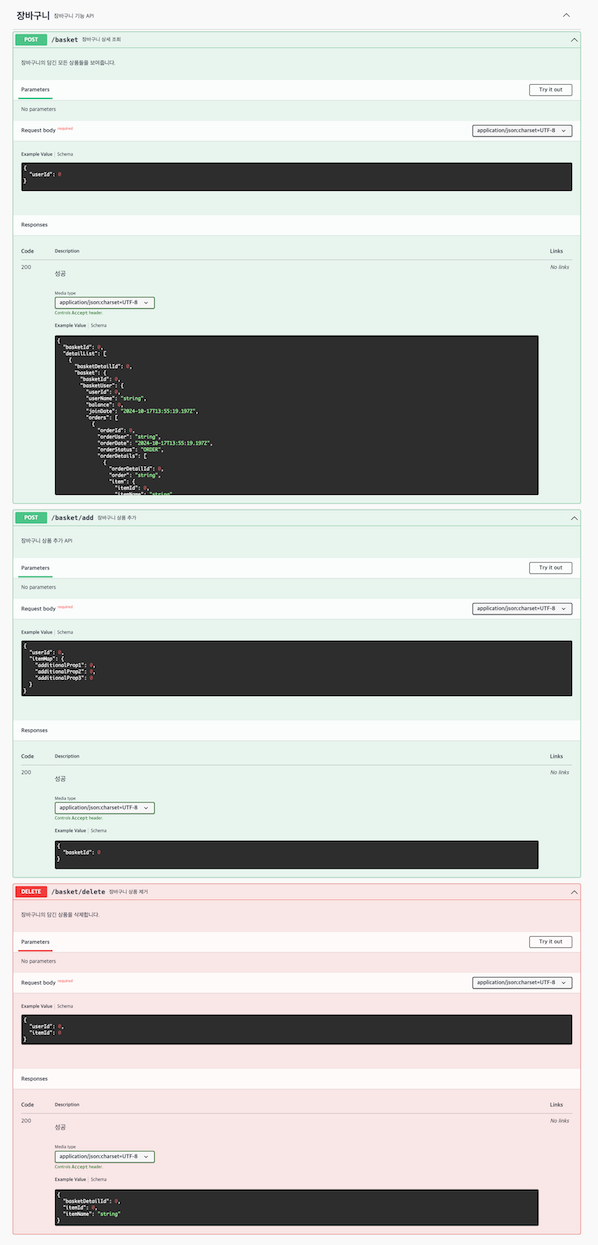 장바구니 장바구니 기능 API
POST /basket 장바구니 상세 조회
장바구니의 담긴 모든 상품들을 보여줍니다.
Parameters Try it out
No parameters
Request body required application/json;charset=UTF-8
Example Value | Schema
{
"userId": 0
}
Responses
Code Description Links
200 성공 No links
Media type
application/json;charset=UTF-8
Controls Accept header.
Example Value | Schema
{
"basketId": 0,
"detailList": [
{
"basketDetailId": 0,
"basket": {
"basketId": 0,
"basketUser": {
"userId": 0,
"userName": "string",
"balance": 0,
"joinDate": "2024-10-17T13:55:19.197Z",
"orders": [
{
"orderId": 0,
"orderUser": "string",
"orderDate": "2024-10-17T13:55:19.197Z",
"orderStatus": "ORDER",
"orderDetails": [
{
"orderDetailId": 0,
"order": "string",
"item": {
"itemId": 0,
"itemName": "string",
POST /basket/add 장바구니 상품 추가
장바구니 상품 추가 API
Parameters Try it out
No parameters
Request body required application/json;charset=UTF-8
Example Value | Schema
{
"userId": 0,
"itemMap": {
"additionalProp1": 0,
"additionalProp2": 0,
"additionalProp3": 0
}
}
Responses
Code Description Links
200 성공 No links
Media type
application/json;charset=UTF-8
Controls Accept header.
Example Value | Schema
{
"basketId": 0
}
DELETE /basket/delete 장바구니 상품 제거
장바구니의 담긴 상품을 삭제합니다.
Parameters Try it out
No parameters
Request body required application/json;charset=UTF-8
Example Value | Schema
{
"userId": 0,
"itemId": 0
}
Responses
Code Description Links
200 성공 No links
Media type
application/json;charset=UTF-8
Controls Accept header.
Example Value | Schema
{
"basketDetailId": 0,
"itemId": 0,
"itemName": "string"
}